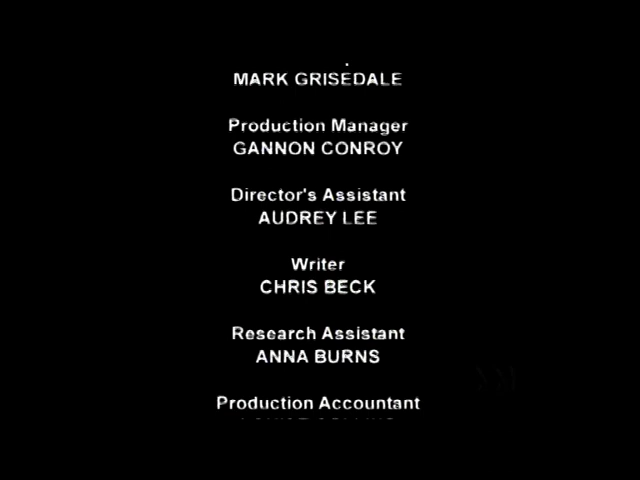 MARK GRISEDALE
Production Manager
GANNON CONROY
Director's Assistant
AUDREY LEE
Writer
CHRIS BECK
Research Assistant
ANNA BURNS
Production Accountant